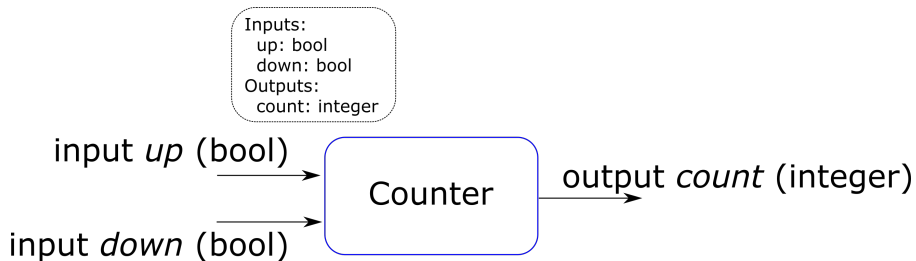 Inputs:
up: bool
down: bool
Outputs:
count: integer
input up (bool)
Counter
output count (integer)
input down (bool)